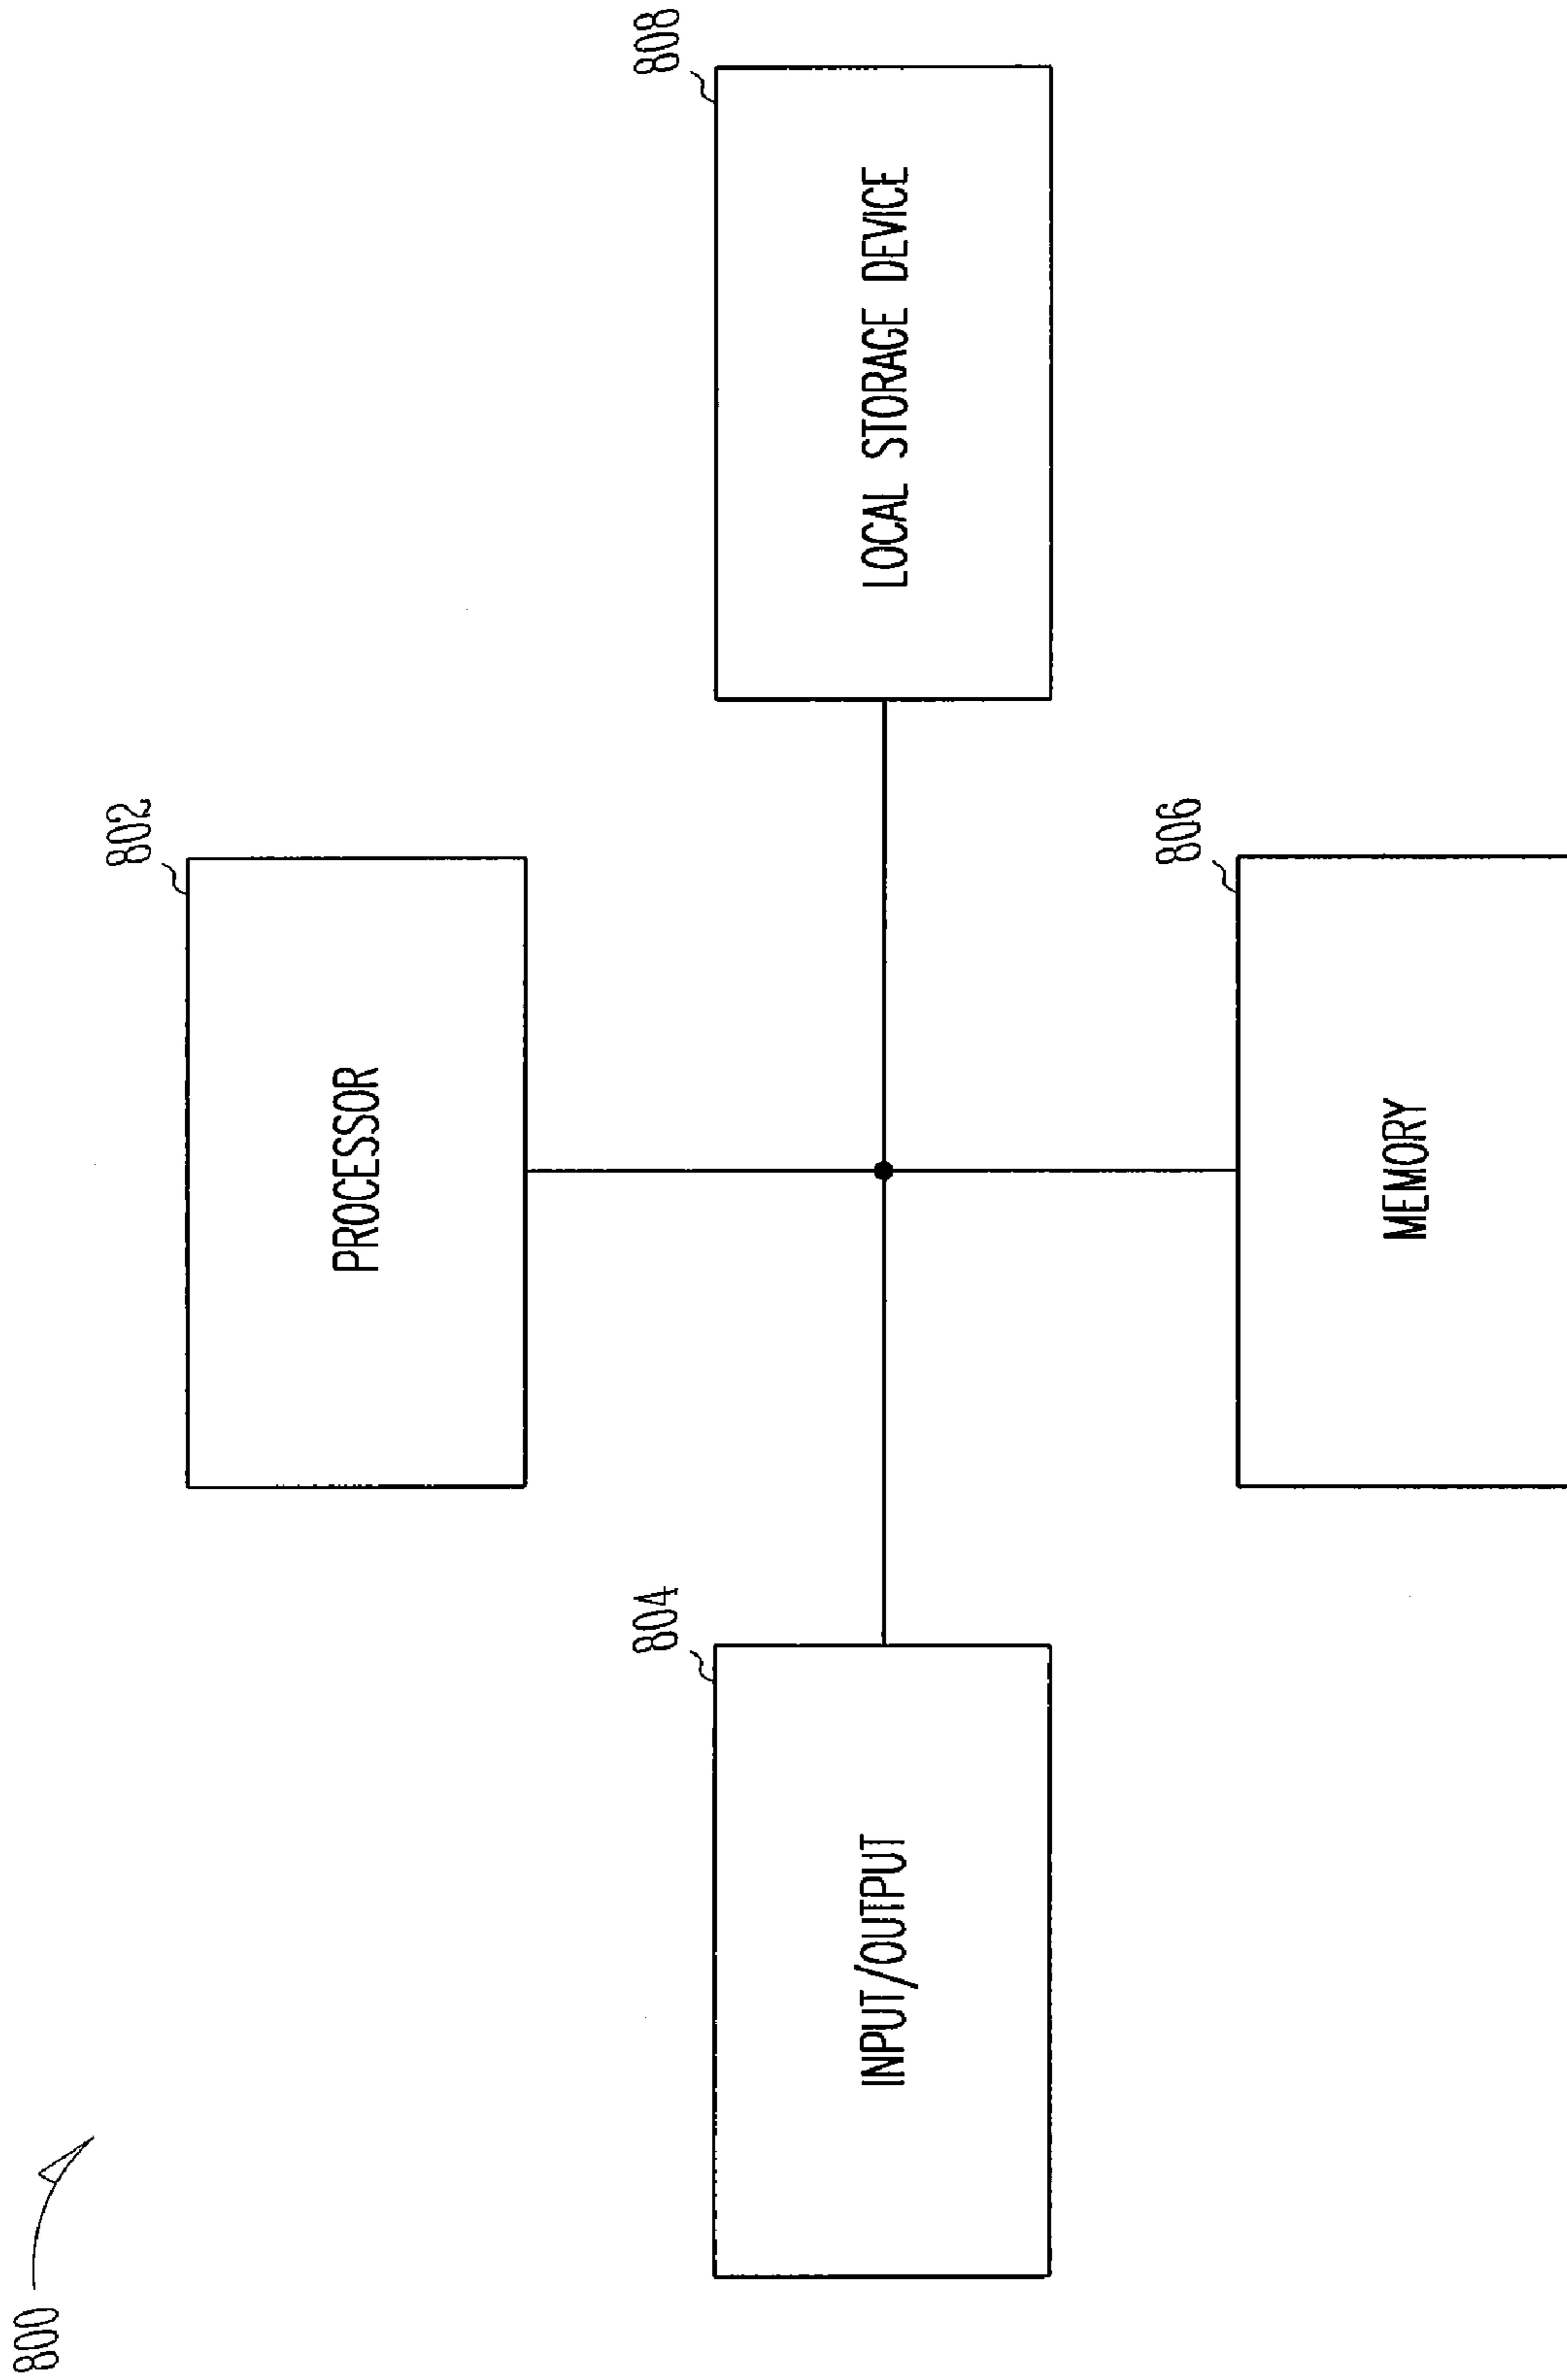 800
802
PROCESSOR
804
INPUT/OUTPUT
808
LOCAL STORAGE DEVICE
806
MEMORY